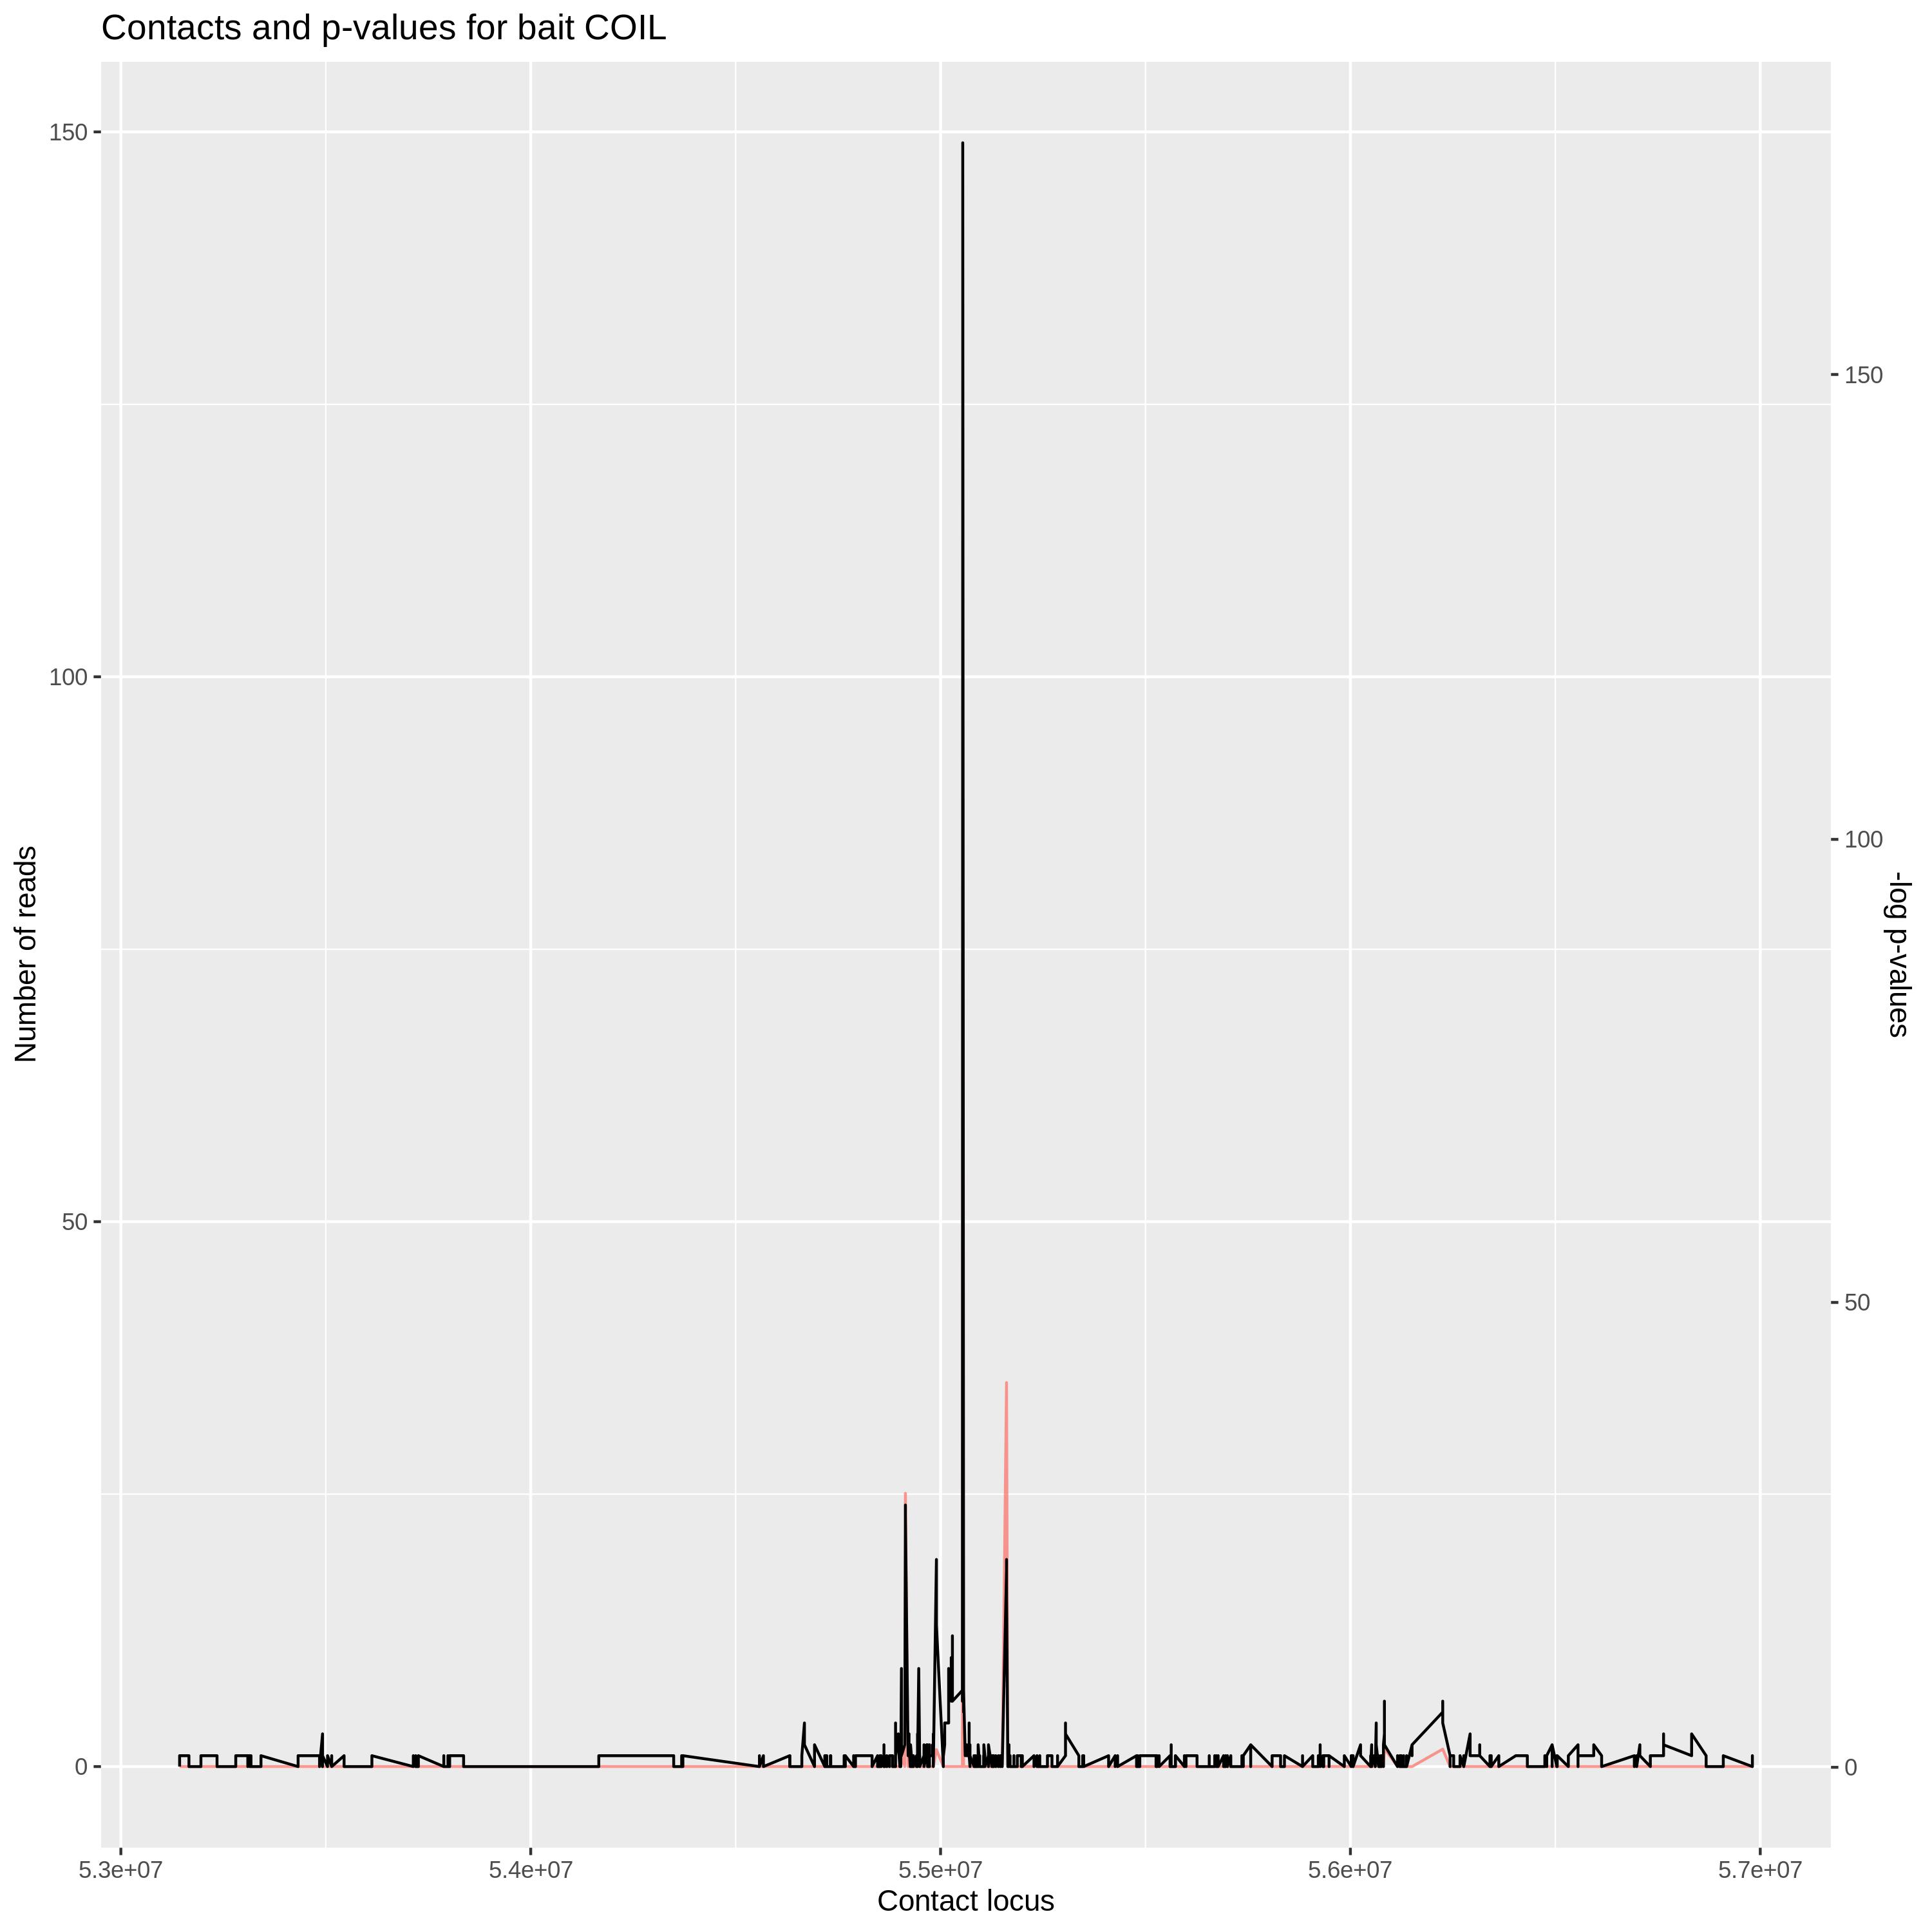 Contacts and p-values for bait COIL
150
100
50
0
Number of reads
150
100
50
0
-log p-values
5.3e+07
5.4e+07
5.5e+07
5.6e+07
5.7e+07
Contact locus